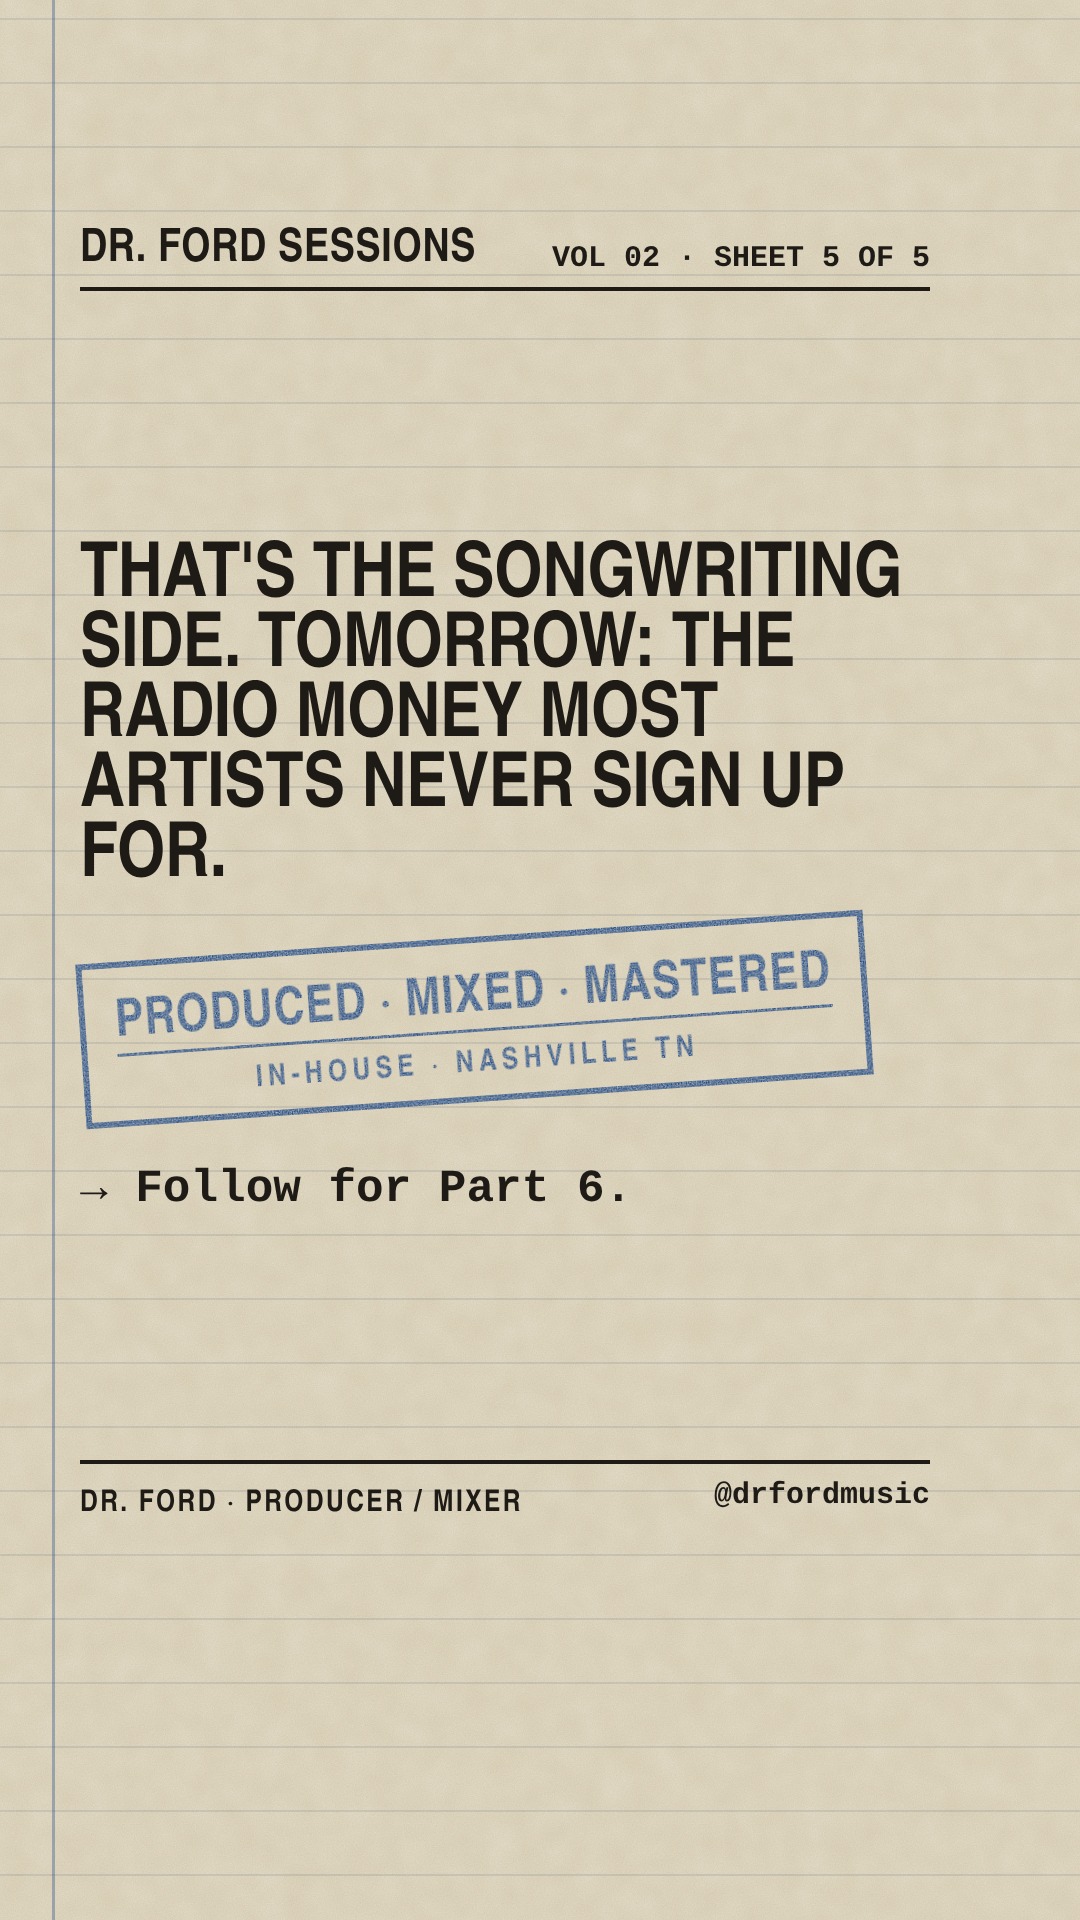 DR. FORD SESSIONS
VOL 02 · SHEET 5 OF 5
THAT'S THE SONGWRITING
SIDE. TOMORROW: THE
RADIO MONEY MOST
ARTISTS NEVER SIGN UP
FOR.
PRODUCED · MIXED · MASTERED
IN-HOUSE · NASHVILLE TN
→ Follow for Part 6.
DR. FORD · PRODUCER / MIXER
@drfordmusic